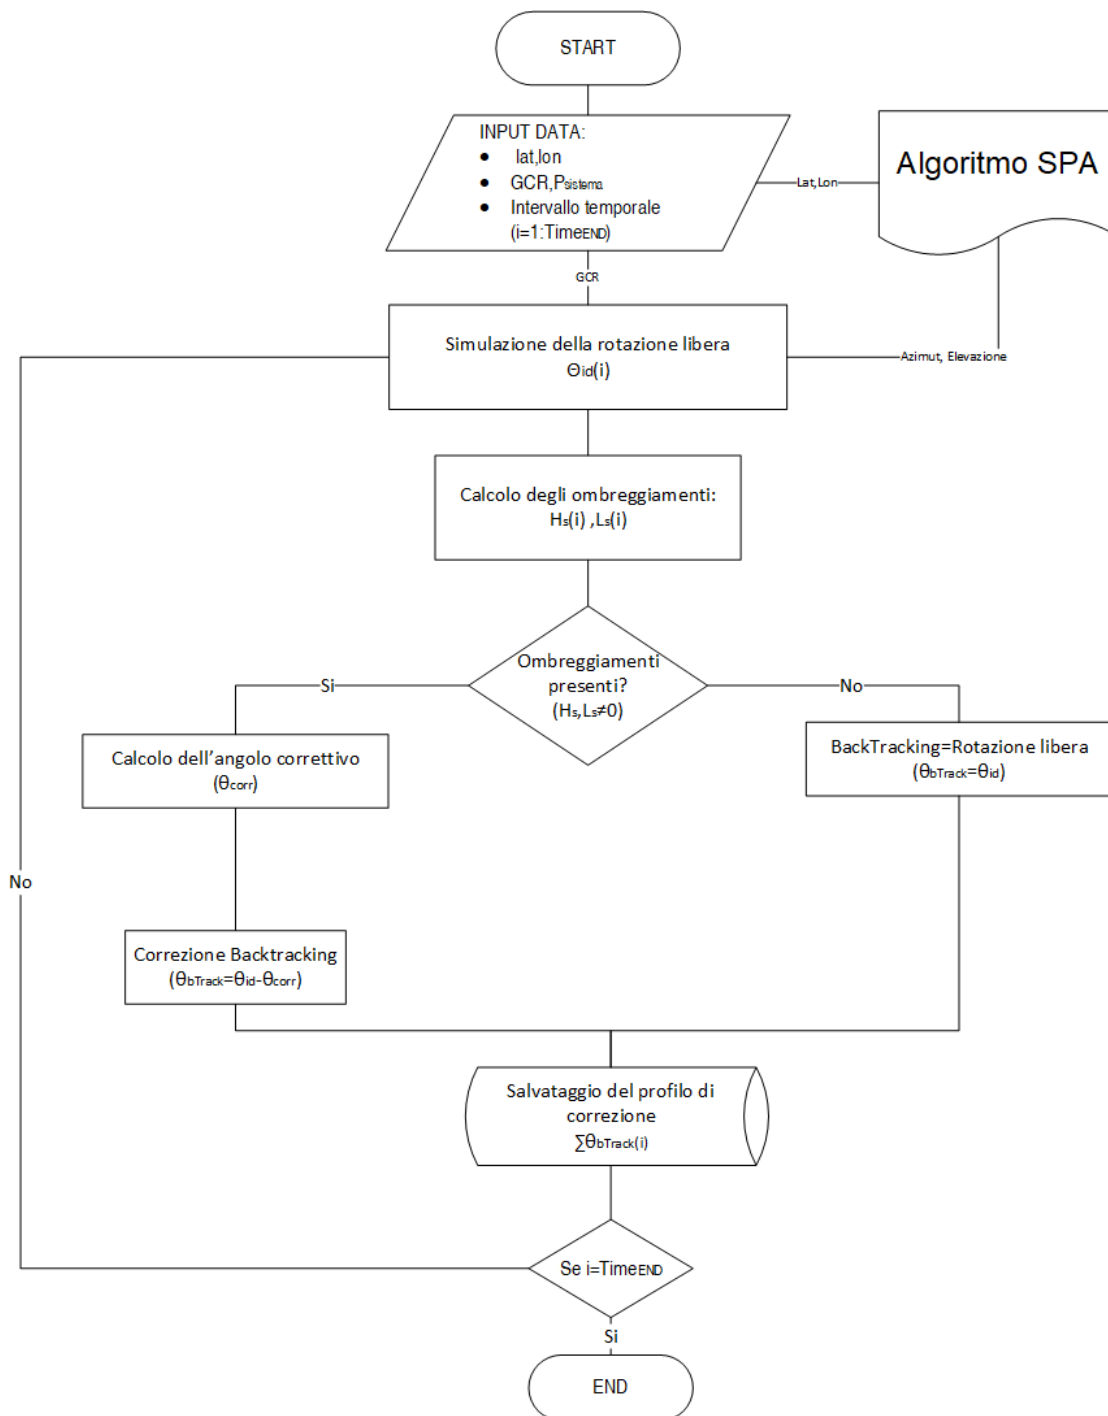 START
INPUT DATA:
● lat,lon
● GCR,Psistema
● Intervallo temporale
(i=1:TimeEND)
Algoritmo SPA
Lat,Lon
GCR
Simulazione della rotazione libera
Θid(i)
Azimut, Elevazione
Calcolo degli ombreggiamenti:
Hs(i) ,Ls(i)
Ombreggiamenti
presenti?
(Hs,Ls≠0)
Si
No
Calcolo dell’angolo correttivo
(θcorr)
BackTracking=Rotazione libera
(θbTrack=θid)
No
Correzione Backtracking
(θbTrack=θid-θcorr)
Salvataggio del profilo di
correzione
∑θbTrack(i)
Se i=TimeEND
Si
END